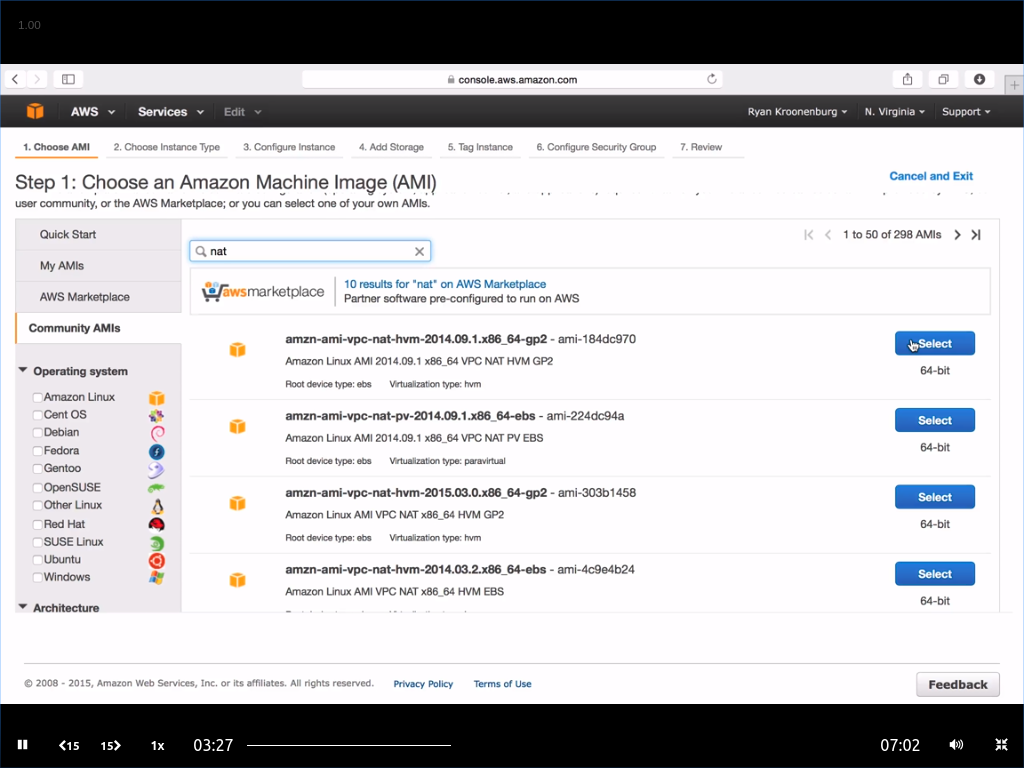 1.00
console.aws.amazon.com
AWS Services Edit Ryan Kroonenburg N. Virginia Support
1. Choose AMI 2. Choose Instance Type 3. Configure Instance 4. Add Storage 5. Tag Instance 6. Configure Security Group 7. Review
Step 1: Choose an Amazon Machine Image (AMI)
Cancel and Exit
user community, or the AWS Marketplace; or you can select one of your own AMIs.
Quick Start
My AMIs
AWS Marketplace
Community AMIs
Operating system
Amazon Linux
Cent OS
Debian
Fedora
Gentoo
OpenSUSE
Other Linux
Red Hat
SUSE Linux
Ubuntu
Windows
Architecture
1 to 50 of 298 AMIs
nat
awsmarketplace
10 results for "nat" on AWS Marketplace
Partner software pre-configured to run on AWS
amzn-ami-vpc-nat-hvm-2014.09.1.x86_64-gp2 - ami-184dc970
Amazon Linux AMI 2014.09.1 x86_64 VPC NAT HVM GP2
Root device type: ebs Virtualization type: hvm
Select
64-bit
amzn-ami-vpc-nat-pv-2014.09.1.x86_64-ebs - ami-224dc94a
Amazon Linux AMI 2014.09.1 x86_64 VPC NAT PV EBS
Root device type: ebs Virtualization type: paravirtual
Select
64-bit
amzn-ami-vpc-nat-hvm-2015.03.0.x86_64-gp2 - ami-303b1458
Amazon Linux AMI VPC NAT x86_64 HVM GP2
Root device type: ebs Virtualization type: hvm
Select
64-bit
amzn-ami-vpc-nat-hvm-2014.03.2.x86_64-ebs - ami-4c9e4b24
Amazon Linux AMI VPC NAT x86_64 HVM EBS
Select
64-bit
© 2008 - 2015, Amazon Web Services, Inc. or its affiliates. All rights reserved. Privacy Policy Terms of Use
Feedback
15 15 1x 03:27 07:02